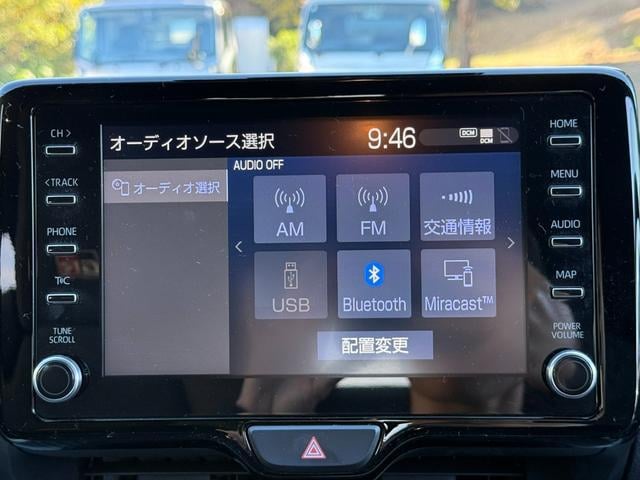 オーディオソース選択
9:46
DCM
DCM
オーディオ選択
AUDIO OFF
AM
FM
交通情報
USB
Bluetooth
Miracast™
配置変更
CH >
< TRACK
PHONE
TC
TUNE
SCROLL
HOME
MENU
AUDIO
MAP
POWER
VOLUME